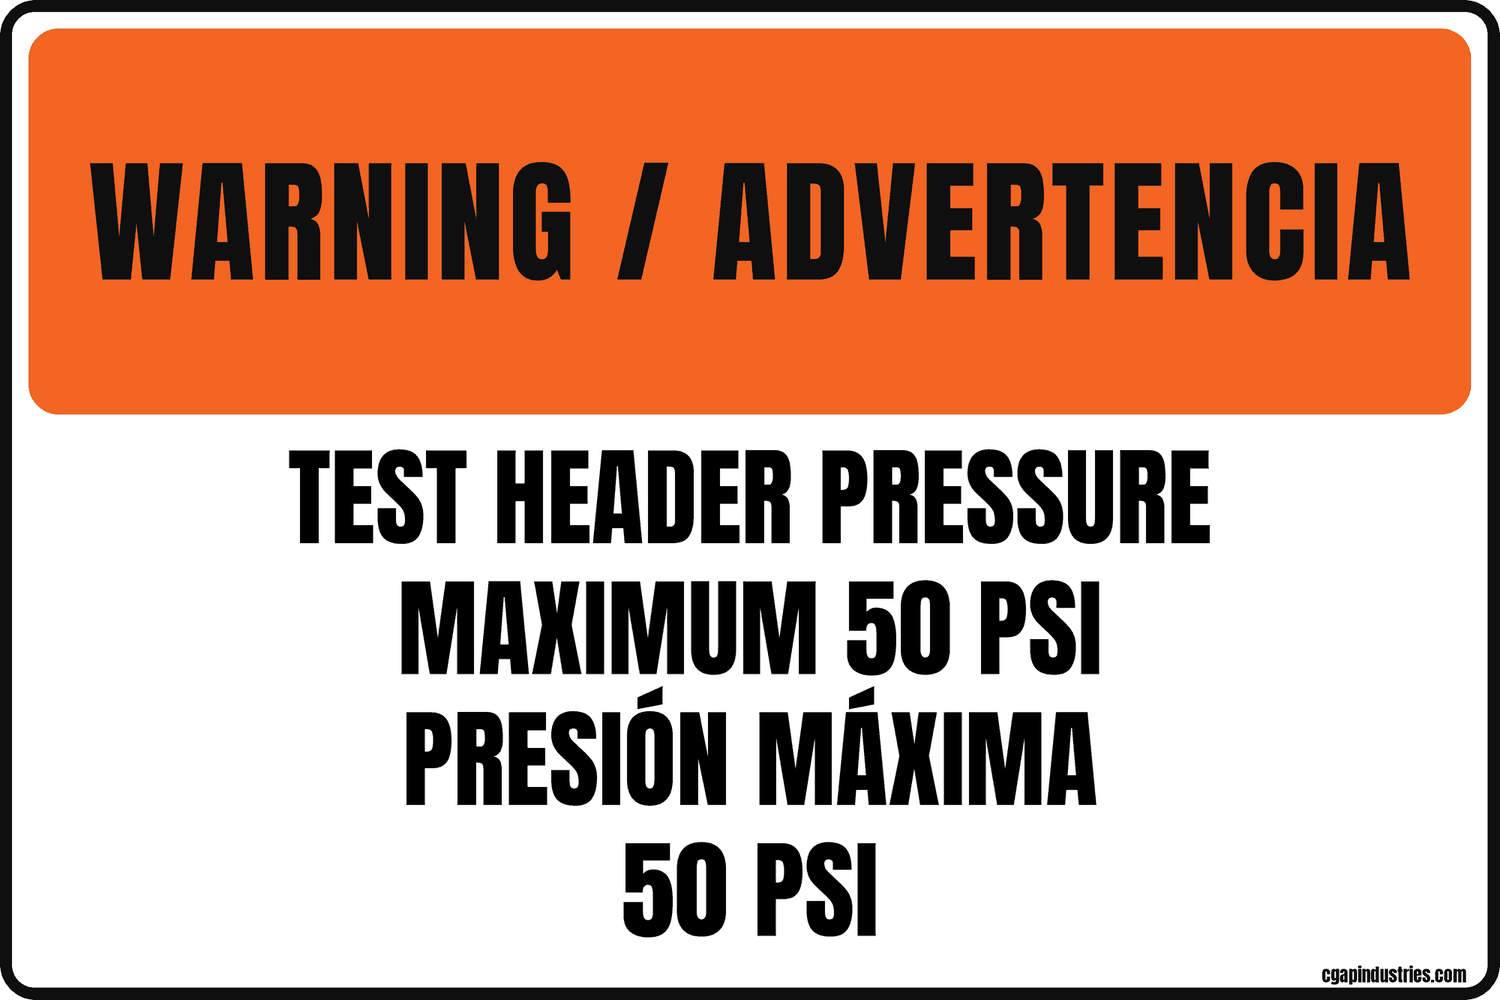 WARNING / ADVERTENCIA
TEST HEADER PRESSURE
MAXIMUM 50 PSI
PRESIÓN MÁXIMA
50 PSI
cgapindustries.com